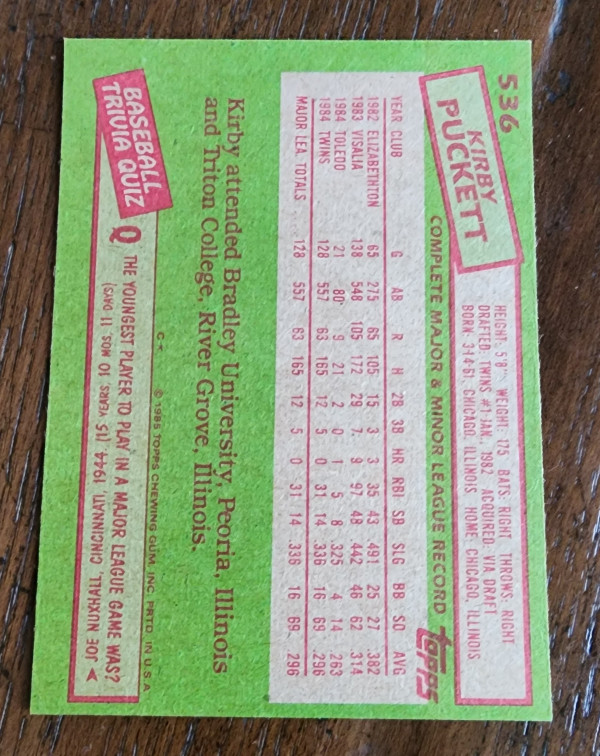 536
KIRBY
PUCKETT
HEIGHT: 5'8" WEIGHT: 175 BATS: RIGHT THROWS: RIGHT
DRAFTED: TWINS #1-JAN., 1982 ACQUIRED: VIA DRAFT
BORN: 3-14-61, CHICAGO, ILLINOIS HOME: CHICAGO, ILLINOIS
COMPLETE MAJOR & MINOR LEAGUE RECORD topps
YEAR CLUB G AB R H 2B 3B HR RBI SB SLG BB SO AVG
1982 ELIZABETHTON 65 275 65 105 15 3 3 35 43 .491 25 27 .382
1983 VISALIA 138 548 105 172 29 7 9 97 48 .442 46 62 .314
1984 TOLEDO 21 80 9 21 2 0 1 5 8 .325 4 14 .263
1984 TWINS 128 557 63 165 12 5 0 31 14 .336 16 69 .296
MAJOR LEA. TOTALS 128 557 63 165 12 5 0 31 14 .336 16 69 .296
Kirby attended Bradley University, Peoria, Illinois
and Triton College, River Grove, Illinois.
© 1985 TOPPS CHEWING GUM, INC. PRTD. IN U.S.A.
BASEBALL
TRIVIA QUIZ
Q THE YOUNGEST PLAYER TO PLAY IN A MAJOR LEAGUE GAME WAS?
A JOE NUXHALL, CINCINNATI, 1944. (15 YEARS, 10 MOS. 11 DAYS)